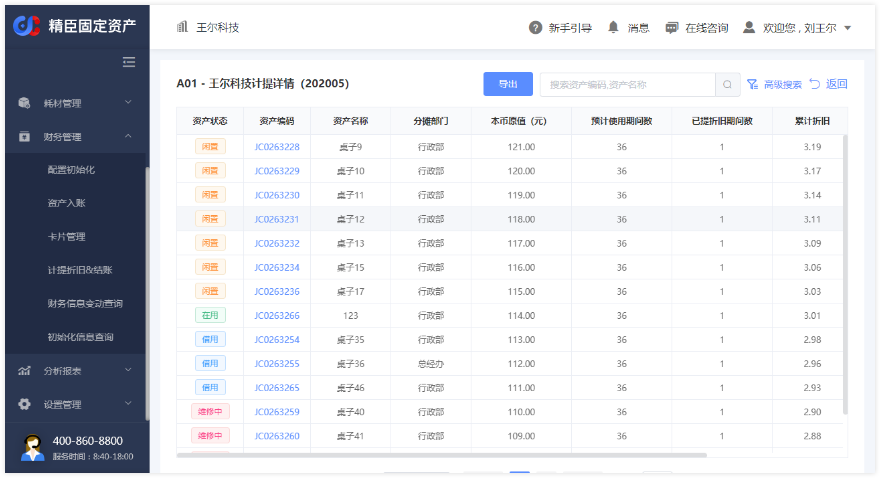 精臣固定资产
王尔科技
新手引导
消息
在线咨询
欢迎您，刘王尔
耗材管理
财务管理
配置初始化
资产入账
卡片管理
计提折旧&结账
财务信息变动查询
初始化信息查询
分析报表
设置管理
400-860-8800
服务时间：8:40-18:00
A01 - 王尔科技计提详情（202005）
导出
搜索资产编码,资产名称
高级搜索
返回
资产状态 资产编码 资产名称 分摊部门 本币原值（元） 预计使用期间数 已提折旧期间数 累计折旧
闲置 JC0263228 桌子9 行政部 121.00 36 1 3.19
闲置 JC0263229 桌子10 行政部 120.00 36 1 3.17
闲置 JC0263230 桌子11 行政部 119.00 36 1 3.14
闲置 JC0263231 桌子12 行政部 118.00 36 1 3.11
闲置 JC0263232 桌子13 行政部 117.00 36 1 3.09
闲置 JC0263234 桌子15 行政部 116.00 36 1 3.06
闲置 JC0263236 桌子17 行政部 115.00 36 1 3.03
在用 JC0263266 123 行政部 114.00 36 1 3.01
借用 JC0263254 桌子35 行政部 113.00 36 1 2.98
借用 JC0263255 桌子36 总经办 112.00 36 1 2.96
借用 JC0263265 桌子46 行政部 111.00 36 1 2.93
维修中 JC0263259 桌子40 行政部 110.00 36 1 2.90
维修中 JC0263260 桌子41 行政部 109.00 36 1 2.88